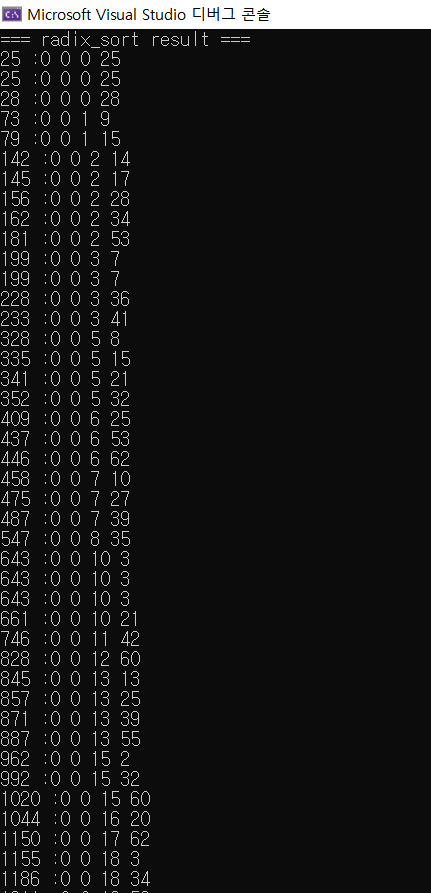 Microsoft Visual Studio 디버그 콘솔
=== radix_sort result ===
25 :0 0 0 25
25 :0 0 0 25
28 :0 0 0 28
73 :0 0 1 9
79 :0 0 1 15
142 :0 0 2 14
145 :0 0 2 17
156 :0 0 2 28
162 :0 0 2 34
181 :0 0 2 53
199 :0 0 3 7
199 :0 0 3 7
228 :0 0 3 36
233 :0 0 3 41
328 :0 0 5 8
335 :0 0 5 15
341 :0 0 5 21
352 :0 0 5 32
409 :0 0 6 25
437 :0 0 6 53
446 :0 0 6 62
458 :0 0 7 10
475 :0 0 7 27
487 :0 0 7 39
547 :0 0 8 35
643 :0 0 10 3
643 :0 0 10 3
643 :0 0 10 3
661 :0 0 10 21
746 :0 0 11 42
828 :0 0 12 60
845 :0 0 13 13
857 :0 0 13 25
871 :0 0 13 39
887 :0 0 13 55
962 :0 0 15 2
992 :0 0 15 32
1020 :0 0 15 60
1044 :0 0 16 20
1150 :0 0 17 62
1155 :0 0 18 3
1186 :0 0 18 34